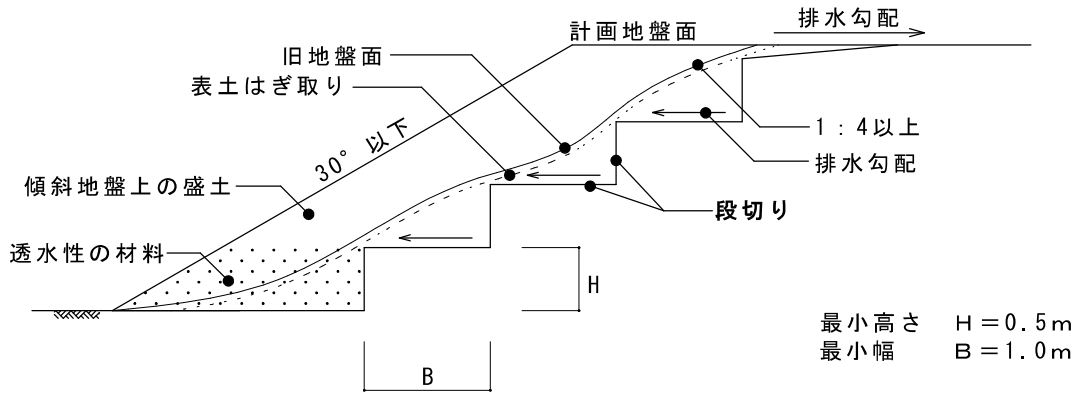 排水勾配
計画地盤面
旧地盤面
表土はぎ取り
30°以下
1:4以上
排水勾配
傾斜地盤上の盛土
段切り
透水性の材料
H
B
最小高さ H=0.5m
最小幅 B=1.0m